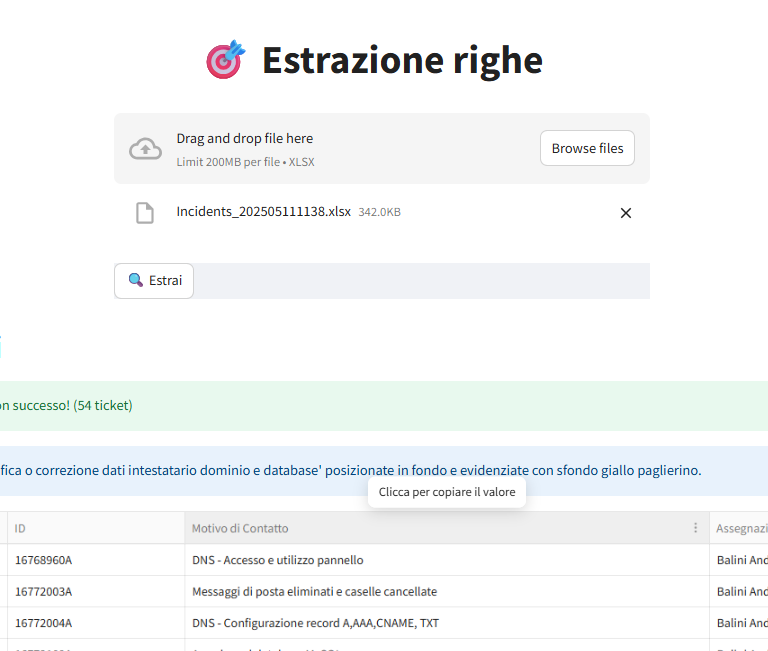 Estrazione righe
Drag and drop file here
Limit 200MB per file • XLSX
Browse files
Incidents_202505111138.xlsx 342.0KB
Estrai
on successo! (54 ticket)
fica o correzione dati intestatario dominio e database' posizionate in fondo e evidenziate con sfondo giallo paglierino.
Clicca per copiare il valore
ID Motivo di Contatto Assegnazi
16768960A DNS - Accesso e utilizzo pannello Balini And
16772003A Messaggi di posta eliminati e caselle cancellate Balini And
16772004A DNS - Configurazione record A,AAA,CNAME, TXT Balini And